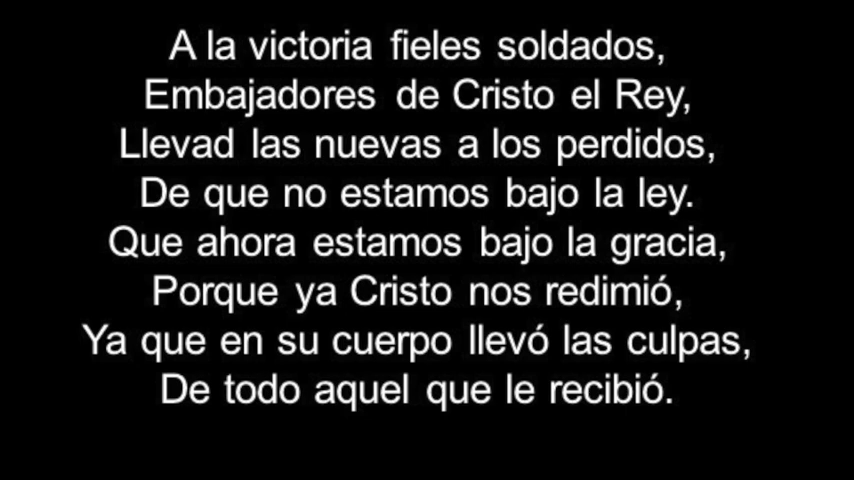 A la victoria fieles soldados,
Embajadores de Cristo el Rey,
Llevad las nuevas a los perdidos,
De que no estamos bajo la ley.
Que ahora estamos bajo la gracia,
Porque ya Cristo nos redimió,
Ya que en su cuerpo llevó las culpas,
De todo aquel que le recibió.